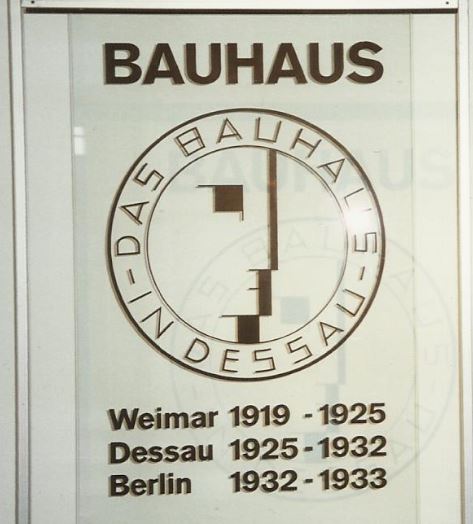 BAUHAUS
DAS BAUHAUS
-IN DESSAU-
Weimar 1919 - 1925
Dessau 1925 - 1932
Berlin 1932 - 1933